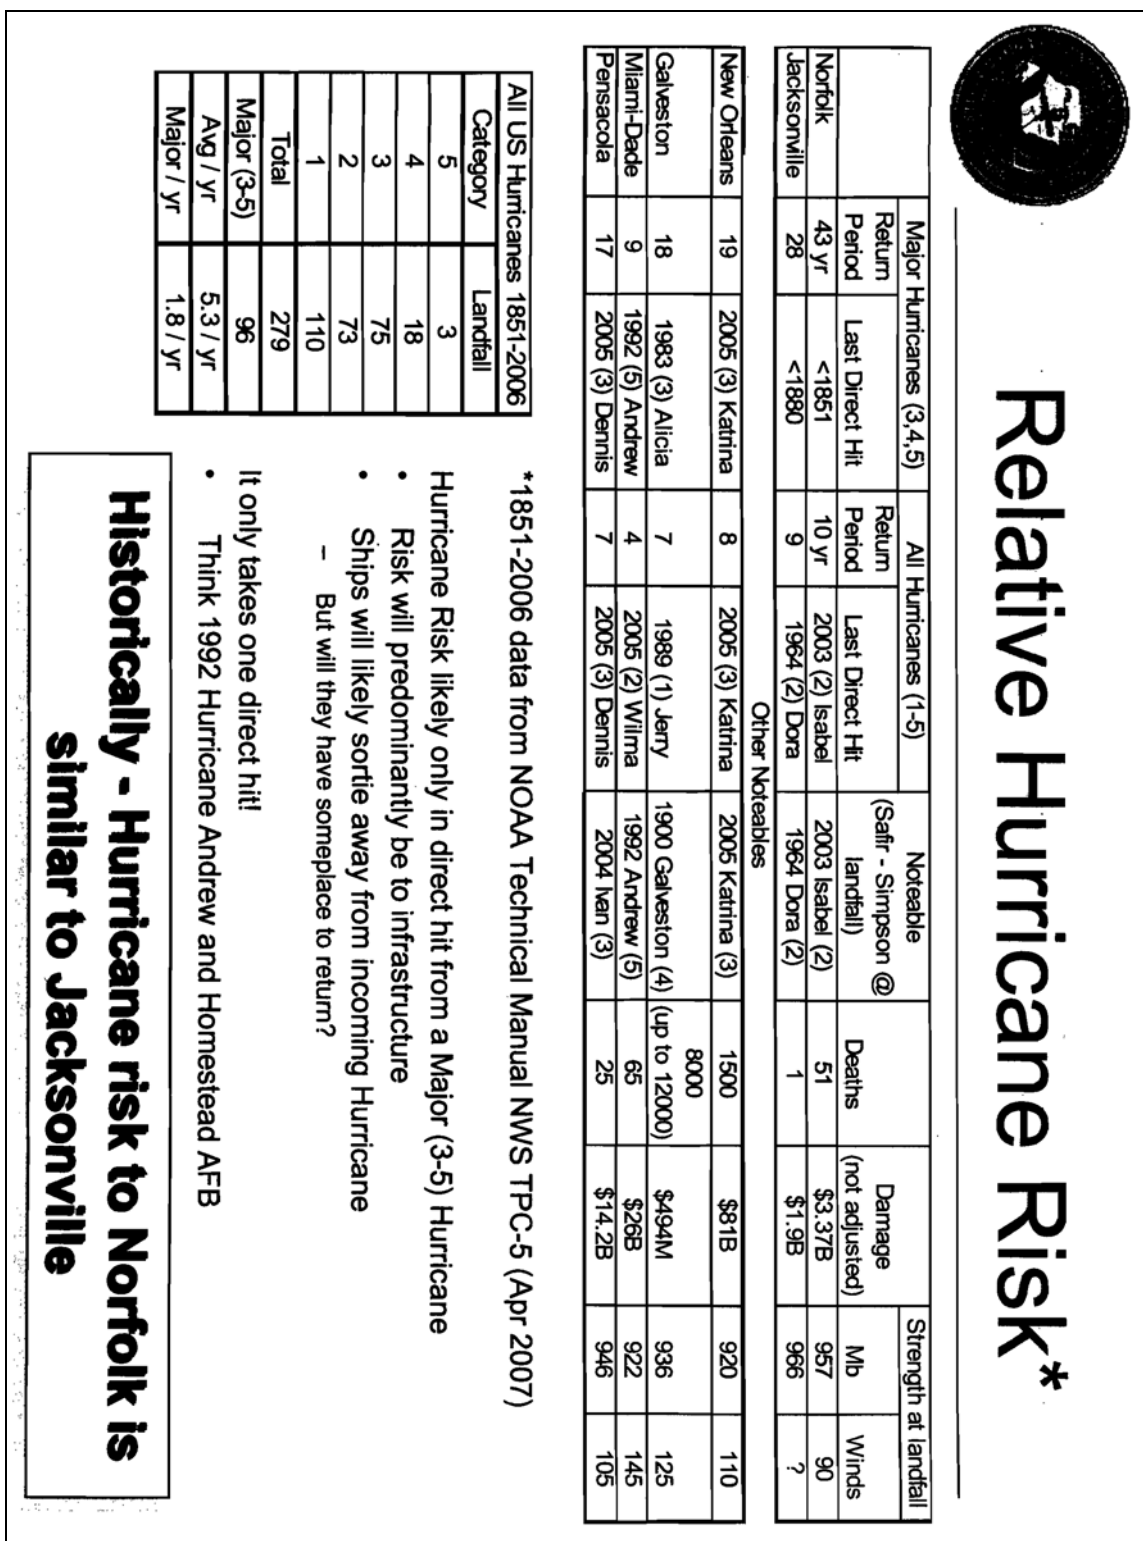 Relative Hurricane Risk*
Major Hurricanes (3,4,5) All Hurricanes (1-5) Noteable (Safir - Simpson @ landfall) Deaths Damage (not adjusted) Strength at landfall
Return Period Last Direct Hit Return Period Last Direct Hit Mb Winds
Norfolk 43 yr <1851 10 yr 2003 (2) Isabel 2003 Isabel (2) 51 $3.37B 957 90
Jacksonville 28 <1880 9 1964 (2) Dora 1964 Dora (2) 1 $1.9B 966 ?
Other Noteables
New Orleans 19 2005 (3) Katrina 8 2005 (3) Katrina 2005 Katrina (3) 1500 $81B 920 110
Galveston 18 1983 (3) Alicia 7 1989 (1) Jerry 1900 Galveston (4) 8000 (up to 12000) $494M 936 125
Miami-Dade 9 1992 (5) Andrew 4 2005 (2) Wilma 1992 Andrew (5) 65 $26B 922 145
Pensacola 17 2005 (3) Dennis 7 2005 (3) Dennis 2004 Ivan (3) 25 $14.2B 946 105
*1851-2006 data from NOAA Technical Manual NWS TPC-5 (Apr 2007)
All US Hurricanes 1851-2006
Category Landfall
5 3
4 18
3 75
2 73
1 110
Total 279
Major (3-5) 96
Avg / yr 5.3 / yr
Major / yr 1.8 / yr
Hurricane Risk likely only in direct hit from a Major (3-5) Hurricane
• Risk will predominantly be to infrastructure
• Ships will likely sortie away from incoming Hurricane
– But will they have someplace to return?
It only takes one direct hit!
• Think 1992 Hurricane Andrew and Homestead AFB
Historically - Hurricane risk to Norfolk is
similar to Jacksonville